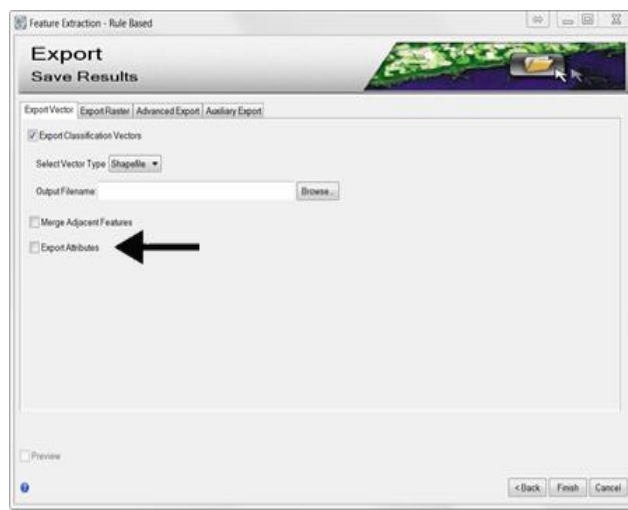 Feature Extraction - Rule Based
Export
Save Results
Export Vector Export Raster Advanced Export Auxiliary Export
Export Classification Vectors
Select Vector Type Shapefile
Output Filename: Browse...
Merge Adjacent Features
Export Attributes
Preview
< Back Finish Cancel